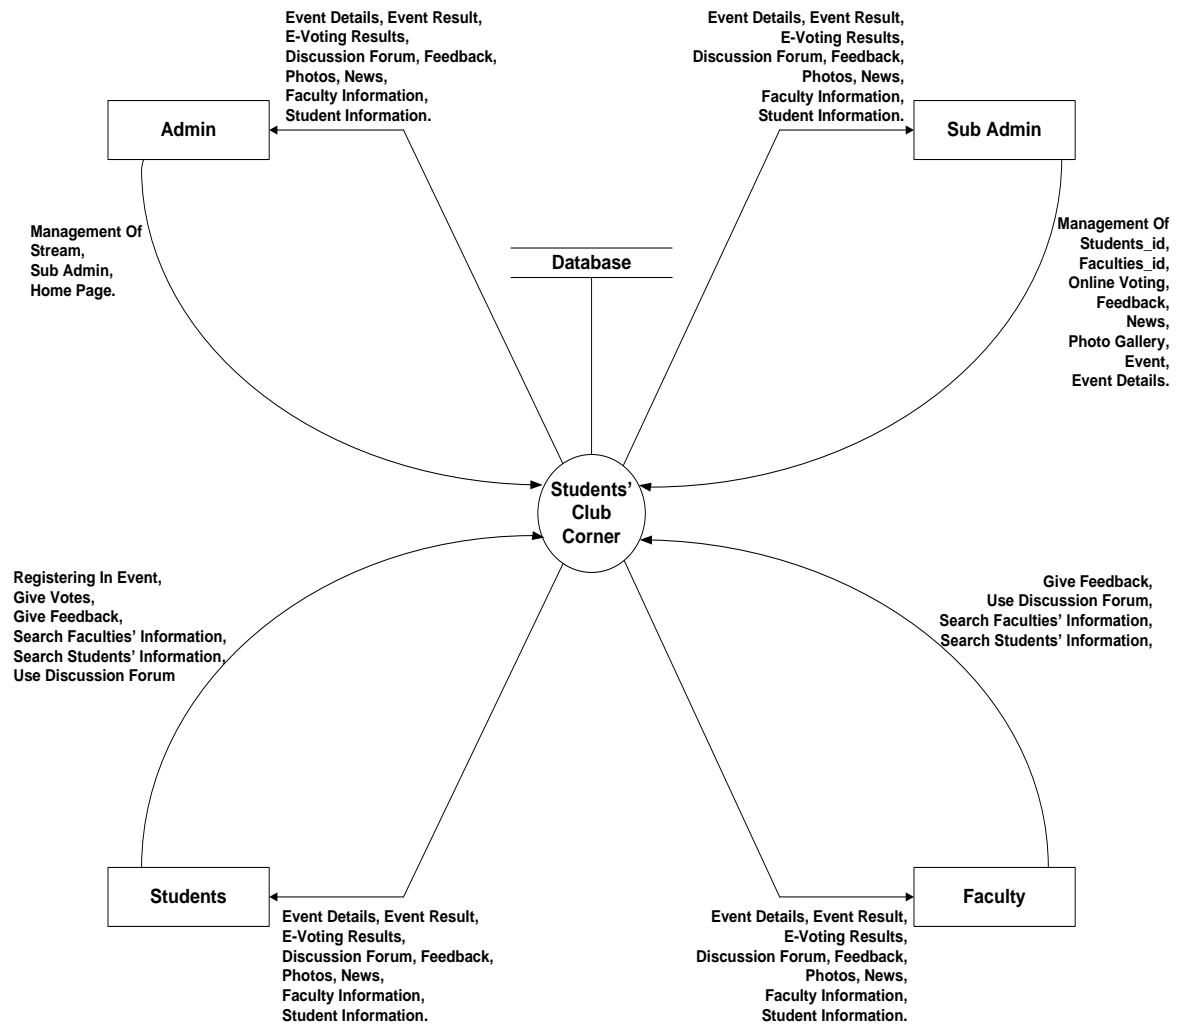 Event Details, Event Result,
E-Voting Results,
Discussion Forum, Feedback,
Photos, News,
Faculty Information,
Student Information.
Event Details, Event Result,
E-Voting Results,
Discussion Forum, Feedback,
Photos, News,
Faculty Information,
Student Information.
Admin
Sub Admin
Management Of
Stream,
Sub Admin,
Home Page.
Database
Management Of
Students_id,
Faculties_id,
Online Voting,
Feedback,
News,
Photo Gallery,
Event,
Event Details.
Students’
Club
Corner
Registering In Event,
Give Votes,
Give Feedback,
Search Faculties’ Information,
Search Students’ Information,
Use Discussion Forum
Give Feedback,
Use Discussion Forum,
Search Faculties’ Information,
Search Students’ Information,
Students
Faculty
Event Details, Event Result,
E-Voting Results,
Discussion Forum, Feedback,
Photos, News,
Faculty Information,
Student Information.
Event Details, Event Result,
E-Voting Results,
Discussion Forum, Feedback,
Photos, News,
Faculty Information,
Student Information.